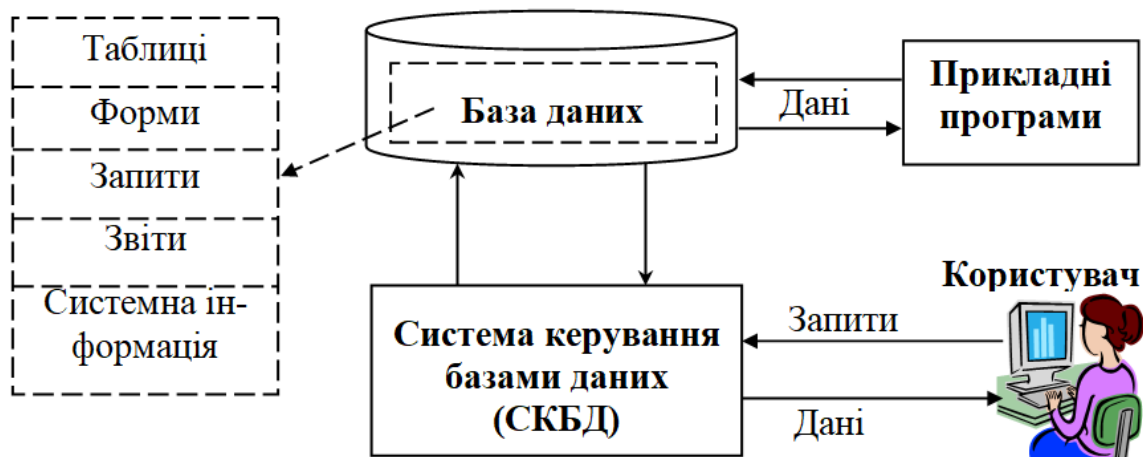 Таблиці
Форми
Запити
Звіти
Системна ін-
формація
База даних
Дані
Прикладні
програми
Система керування
базами даних
(СКБД)
Запити
Дані
Користувач